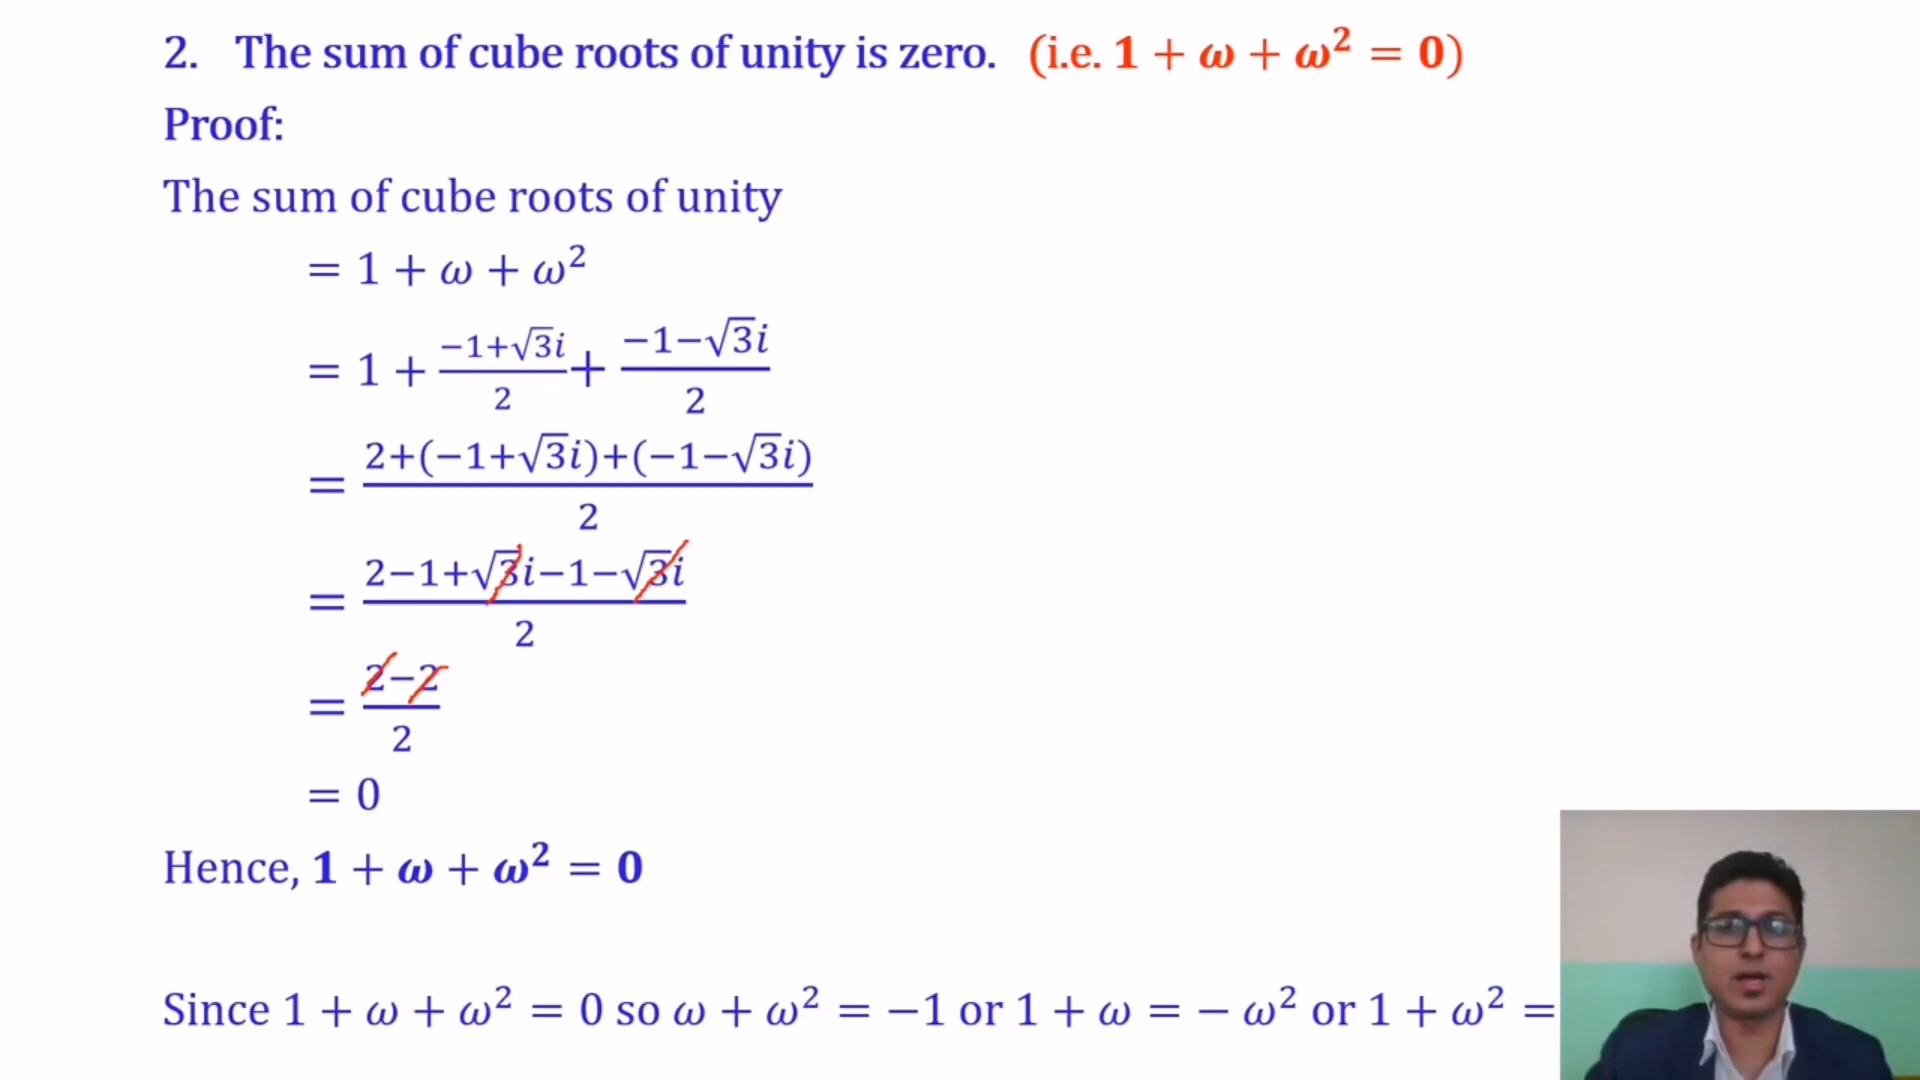 2. The sum of cube roots of unity is zero. (i.e. 1 + ω + ω² = 0)
Proof:
The sum of cube roots of unity
= 1 + ω + ω²
= 1 + (-1+√3i)/2 + (-1-√3i)/2
= (2+(-1+√3i)+(-1-√3i))/2
= (2-1+√3i-1-√3i)/2
= (2-2)/2
= 0
Hence, 1 + ω + ω² = 0
Since 1 + ω + ω² = 0 so ω + ω² = -1 or 1 + ω = - ω² or 1 + ω² =